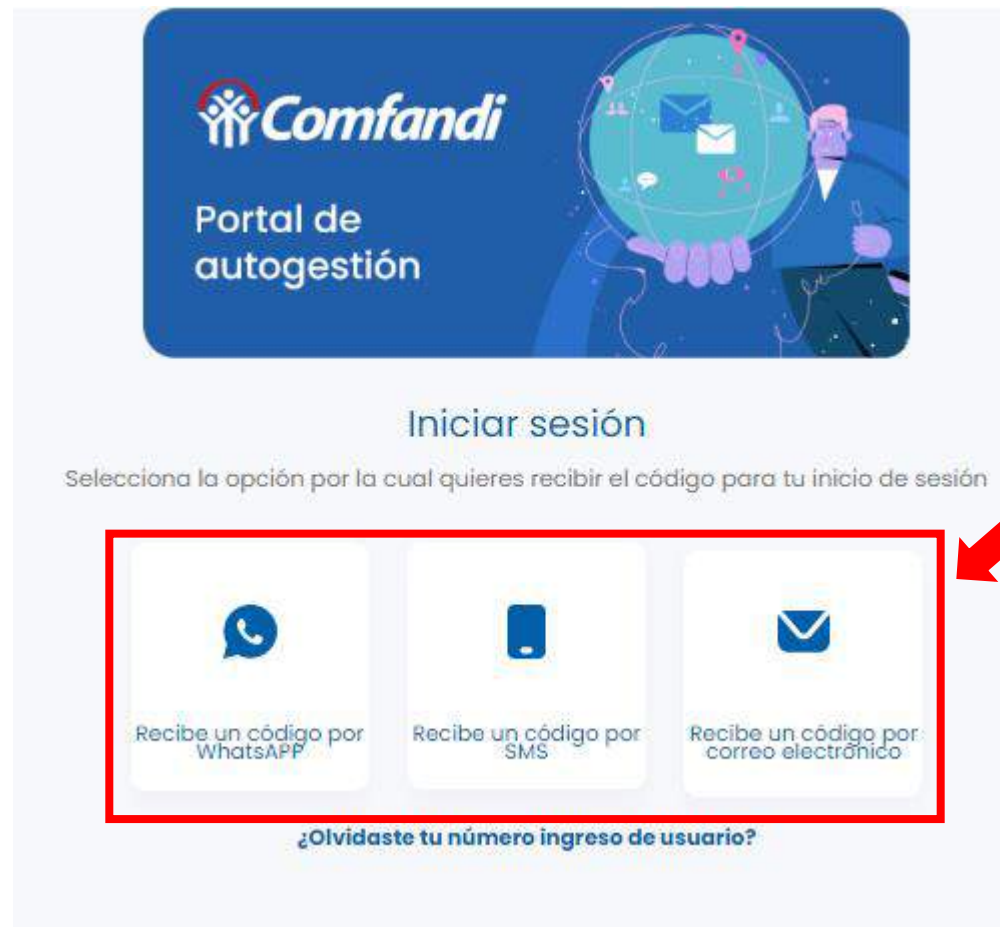 Comfandi
Portal de
autogestión
Iniciar sesión
Selecciona la opción por la cual quieres recibir el código para tu inicio de sesión
Recibe un código por
WhatsAPP
Recibe un código por
SMS
Recibe un código por
correo electrónico
¿Olvidaste tu número ingreso de usuario?